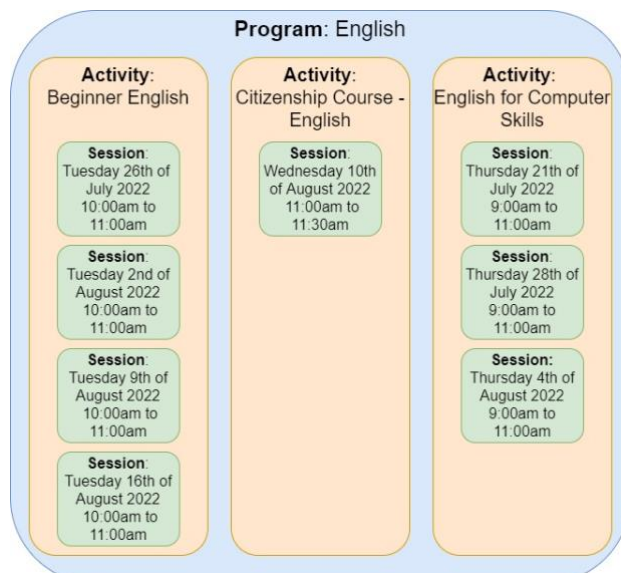 Program: English
Activity:
Beginner English
Session:
Tuesday 26th of
July 2022
10:00am to
11:00am
Session:
Tuesday 2nd of
August 2022
10:00am to
11:00am
Session:
Tuesday 9th of
August 2022
10:00am to
11:00am
Session:
Tuesday 16th of
August 2022
10:00am to
11:00am
Activity:
Citizenship Course -
English
Session:
Wednesday 10th
of August 2022
11:00am to
11:30am
Activity:
English for Computer
Skills
Session:
Thursday 21th of
July 2022
9:00am to
11:00am
Session:
Thursday 28th of
July 2022
9:00am to
11:00am
Session:
Thursday 4th of
August 2022
9:00am to
11:00am